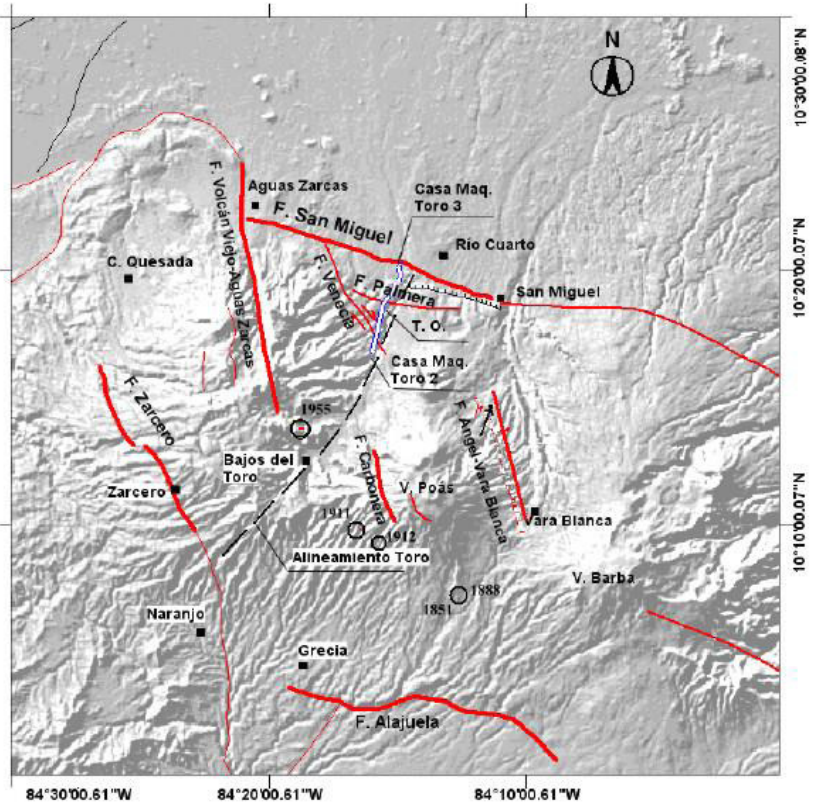 N
10°30'00.08"N
Aguas Zarcas
Casa Maq.
Toro 3
F. Volcán Viejo-Aguas Zarcas
F. San Miguel
Río Cuarto
C. Quesada
F. Venecia
F. Palmera
San Miguel
10°20'00.07"N
T. O.
Casa Maq.
Toro 2
F. Zarcero
1955
F. Angel-Vara Blanca
Bajos del
Toro
F. Carbonera
V. Poás
Zarcero
1911
1912
Vara Blanca
10°10'00.07"N
Alineamiento Toro
V. Barba
1888
1851
Naranjo
Grecia
F. Alajuela
84°30'00.61"W
84°20'00.61"W
84°10'00.61"W